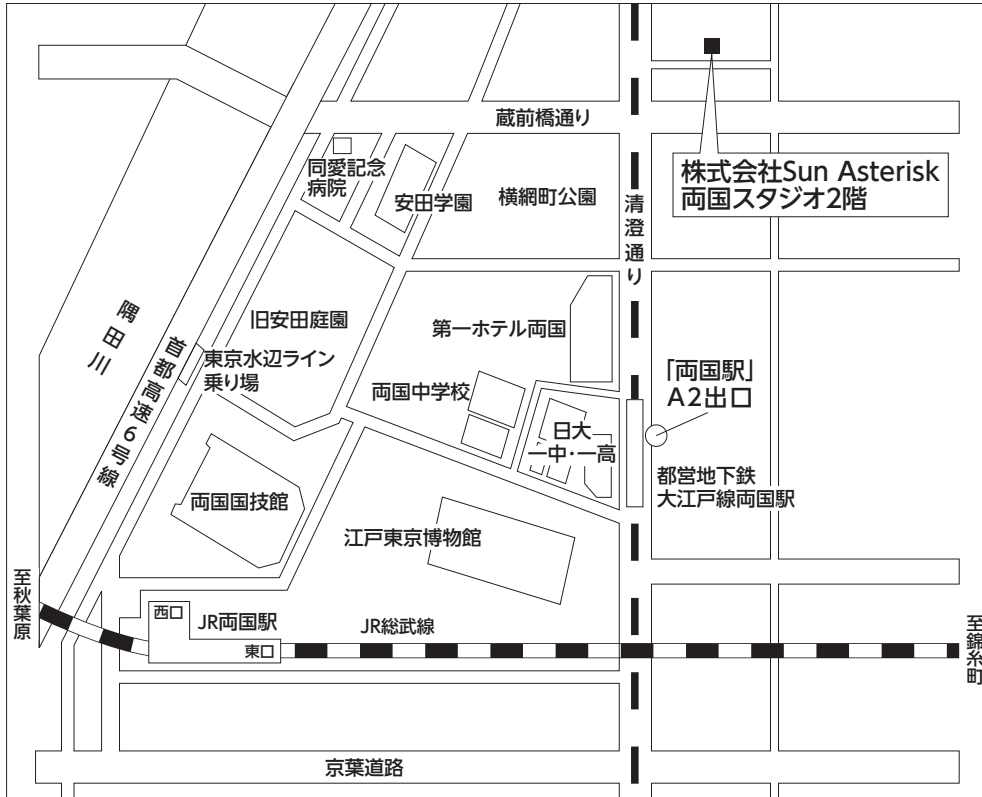 蔵前橋通り
株式会社Sun Asterisk
両国スタジオ2階
同愛記念
病院
安田学園
横網町公園
清澄通り
隅田川
首都高速6号線
旧安田庭園
東京水辺ライン
乗り場
第一ホテル両国
両国中学校
「両国駅」
A2出口
日大
一中・一高
都営地下鉄
大江戸線両国駅
両国国技館
江戸東京博物館
至秋葉原
西口
JR両国駅
東口
JR総武線
至錦糸町
京葉道路